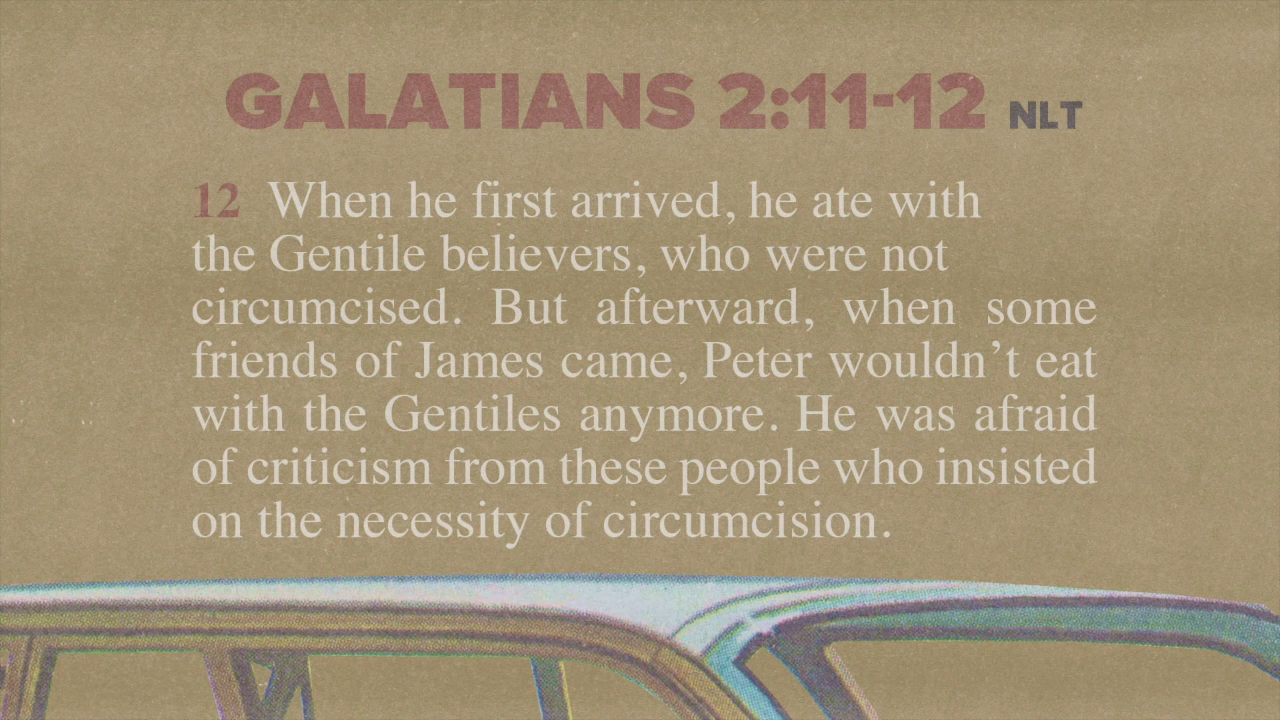 GALATIANS 2:11-12 NLT
12 When he first arrived, he ate with
the Gentile believers, who were not
circumcised. But afterward, when some
friends of James came, Peter wouldn’t eat
with the Gentiles anymore. He was afraid
of criticism from these people who insisted
on the necessity of circumcision.